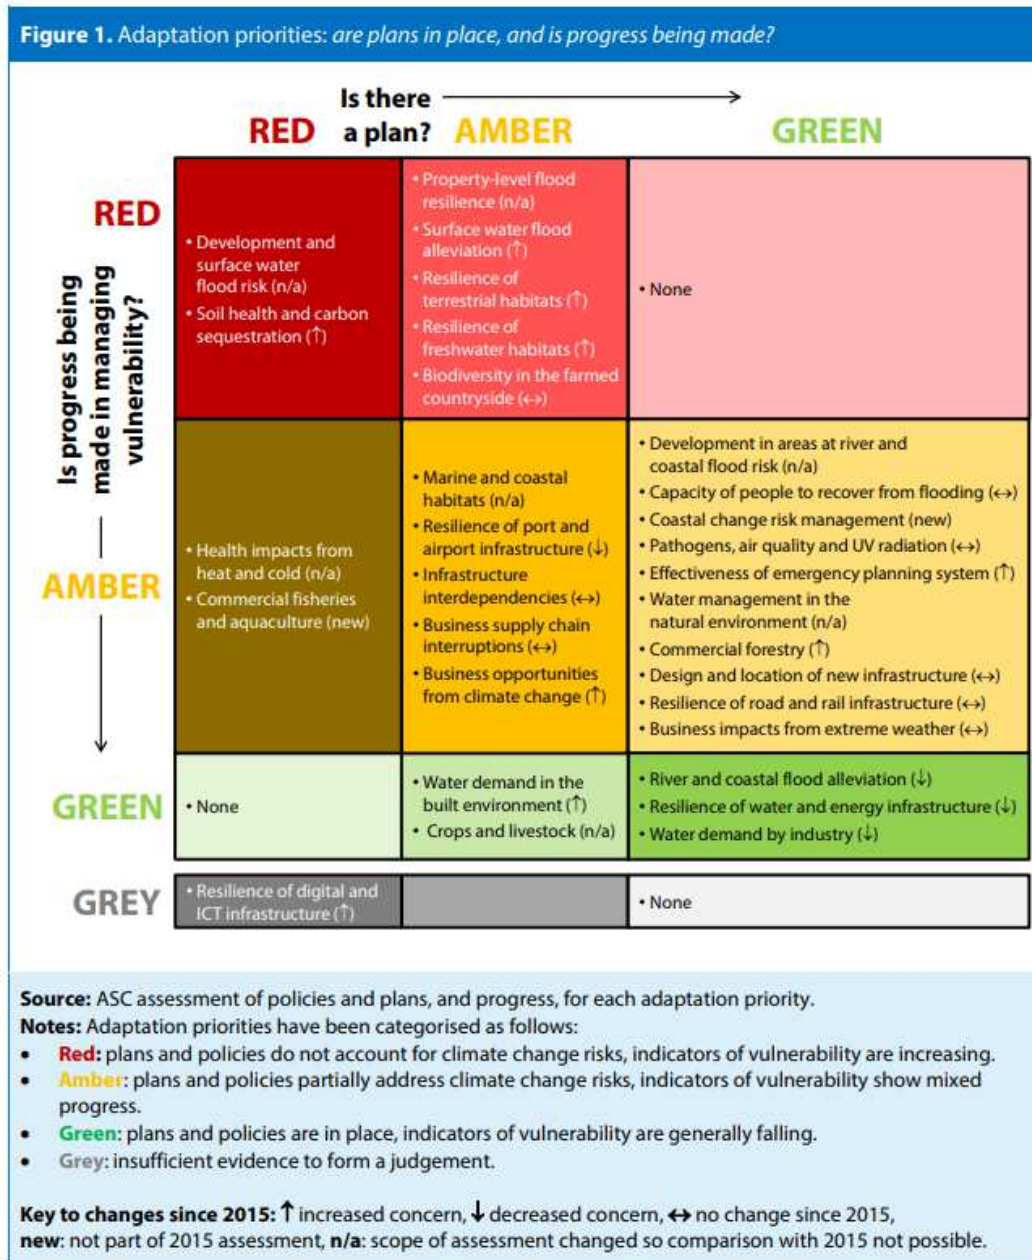 Figure 1. Adaptation priorities: are plans in place, and is progress being made?
Is there
a plan?
RED
AMBER
GREEN
Is progress being
made in managing
vulnerability?
RED
• Development and
surface water
flood risk (n/a)
• Soil health and carbon
sequestration (↑)
• Property-level flood
resilience (n/a)
• Surface water flood
alleviation (↑)
• Resilience of
terrestrial habitats (↑)
• Resilience of
freshwater habitats (↑)
• Biodiversity in the farmed
countryside (↔)
• None
AMBER
• Health impacts from
heat and cold (n/a)
• Commercial fisheries
and aquaculture (new)
• Marine and coastal
habitats (n/a)
• Resilience of port and
airport infrastructure (↓)
• Infrastructure
interdependencies (↔)
• Business supply chain
interruptions (↔)
• Business opportunities
from climate change (↑)
• Development in areas at river and
coastal flood risk (n/a)
• Capacity of people to recover from flooding (↔)
• Coastal change risk management (new)
• Pathogens, air quality and UV radiation (↔)
• Effectiveness of emergency planning system (↑)
• Water management in the
natural environment (n/a)
• Commercial forestry (↑)
• Design and location of new infrastructure (↔)
• Resilience of road and rail infrastructure (↔)
• Business impacts from extreme weather (↔)
GREEN
• None
• Water demand in the
built environment (↑)
• Crops and livestock (n/a)
• River and coastal flood alleviation (↓)
• Resilience of water and energy infrastructure (↓)
• Water demand by industry (↓)
GREY
• Resilience of digital and
ICT infrastructure (↑)
• None
Source: ASC assessment of policies and plans, and progress, for each adaptation priority.
Notes: Adaptation priorities have been categorised as follows:
• Red: plans and policies do not account for climate change risks, indicators of vulnerability are increasing.
• Amber: plans and policies partially address climate change risks, indicators of vulnerability show mixed
progress.
• Green: plans and policies are in place, indicators of vulnerability are generally falling.
• Grey: insufficient evidence to form a judgement.
Key to changes since 2015: ↑ increased concern, ↓ decreased concern, ↔ no change since 2015,
new: not part of 2015 assessment, n/a: scope of assessment changed so comparison with 2015 not possible.